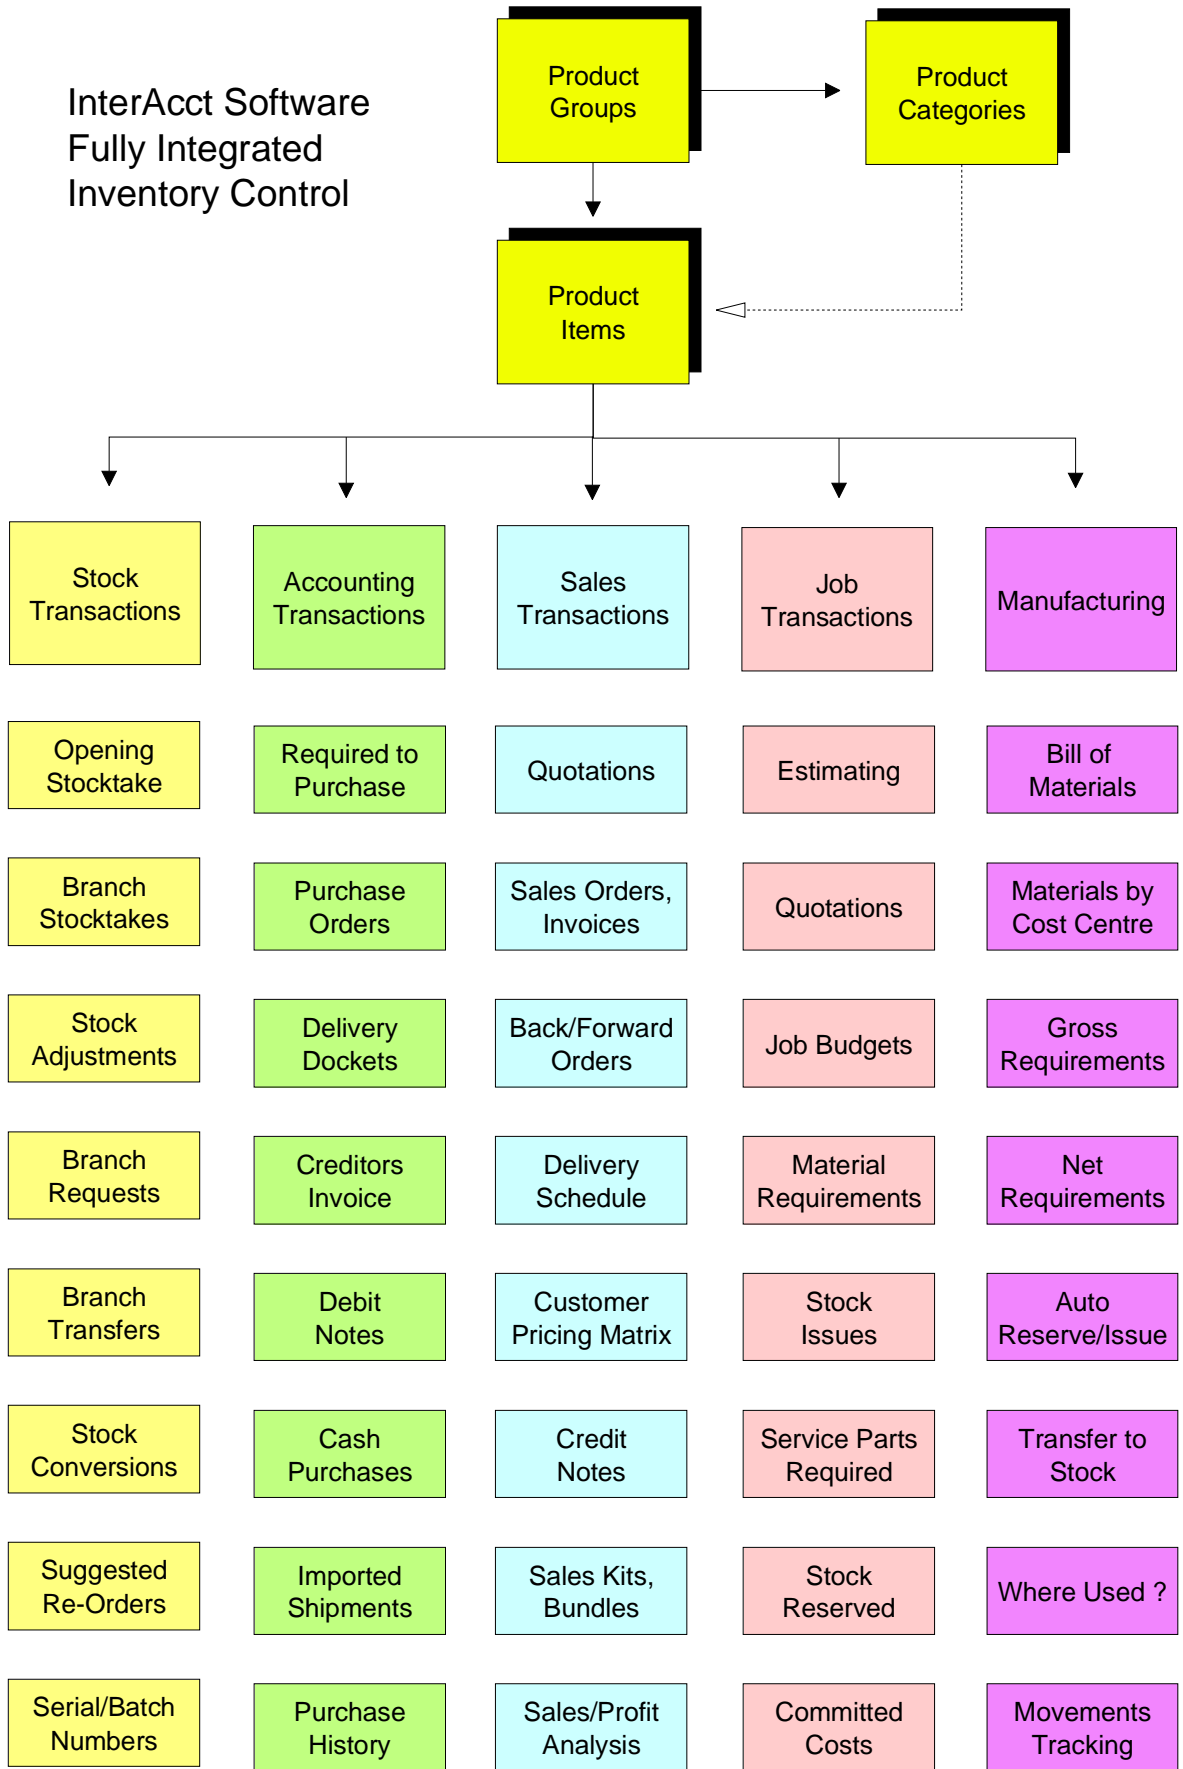 InterAcct Software
Fully Integrated
Inventory Control
Product
Groups
Product
Categories
Product
Items
Stock
Transactions
Accounting
Transactions
Sales
Transactions
Job
Transactions
Manufacturing
Opening
Stocktake
Required to
Purchase
Quotations
Estimating
Bill of
Materials
Branch
Stocktakes
Purchase
Orders
Sales Orders,
Invoices
Quotations
Materials by
Cost Centre
Stock
Adjustments
Delivery
Dockets
Back/Forward
Orders
Job Budgets
Gross
Requirements
Branch
Requests
Creditors
Invoice
Delivery
Schedule
Material
Requirements
Net
Requirements
Branch
Transfers
Debit
Notes
Customer
Pricing Matrix
Stock
Issues
Auto
Reserve/Issue
Stock
Conversions
Cash
Purchases
Credit
Notes
Service Parts
Required
Transfer to
Stock
Suggested
Re-Orders
Imported
Shipments
Sales Kits,
Bundles
Stock
Reserved
Where Used ?
Serial/Batch
Numbers
Purchase
History
Sales/Profit
Analysis
Committed
Costs
Movements
Tracking